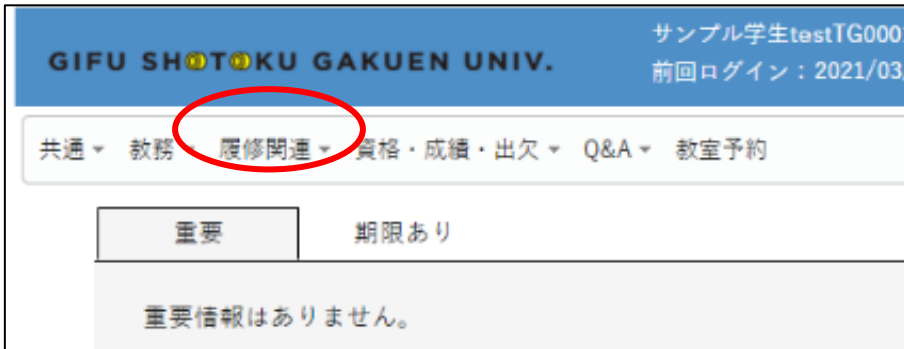 サンプル学生testTG0001
GIFU SHOTOKU GAKUEN UNIV.
前回ログイン：2021/03/
共通 教務 履修関連 資格・成績・出欠 Q&A 教室予約
重要 期限あり
重要情報はありません。